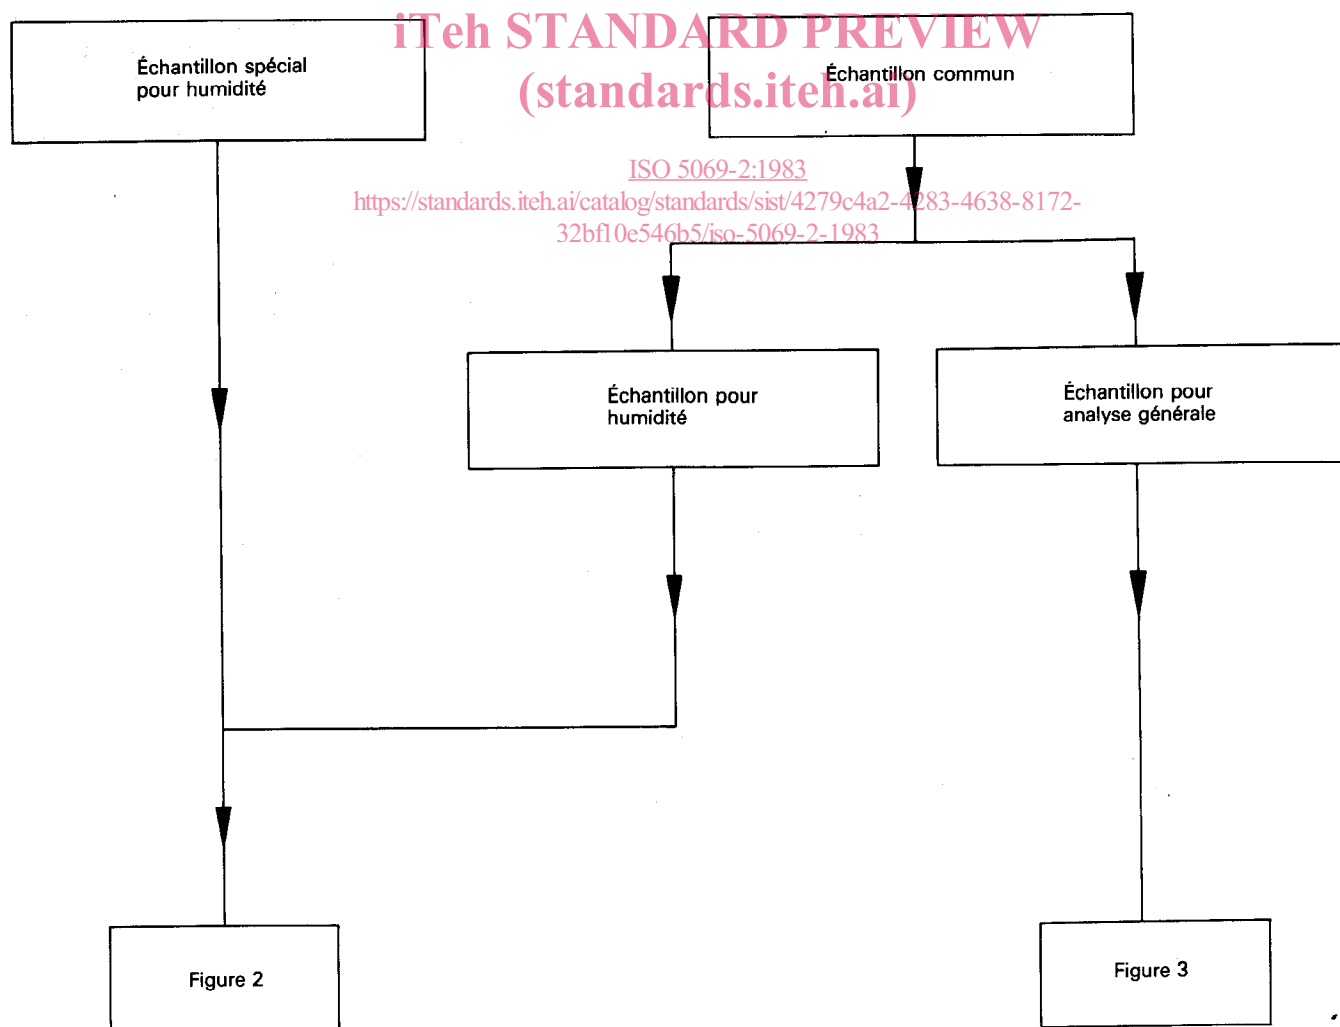 iTeh STANDARD PREVIEW
(standards.iteh.ai)
Échantillon spécial
pour humidité
Échantillon commun
ISO 5069-2:1983
https://standards.iteh.ai/catalog/standards/sist/4279c4a2-4283-4638-8172-
32bf10e546b5/iso-5069-2-1983
Échantillon pour
humidité
Échantillon pour
analyse générale
Figure 2
Figure 3